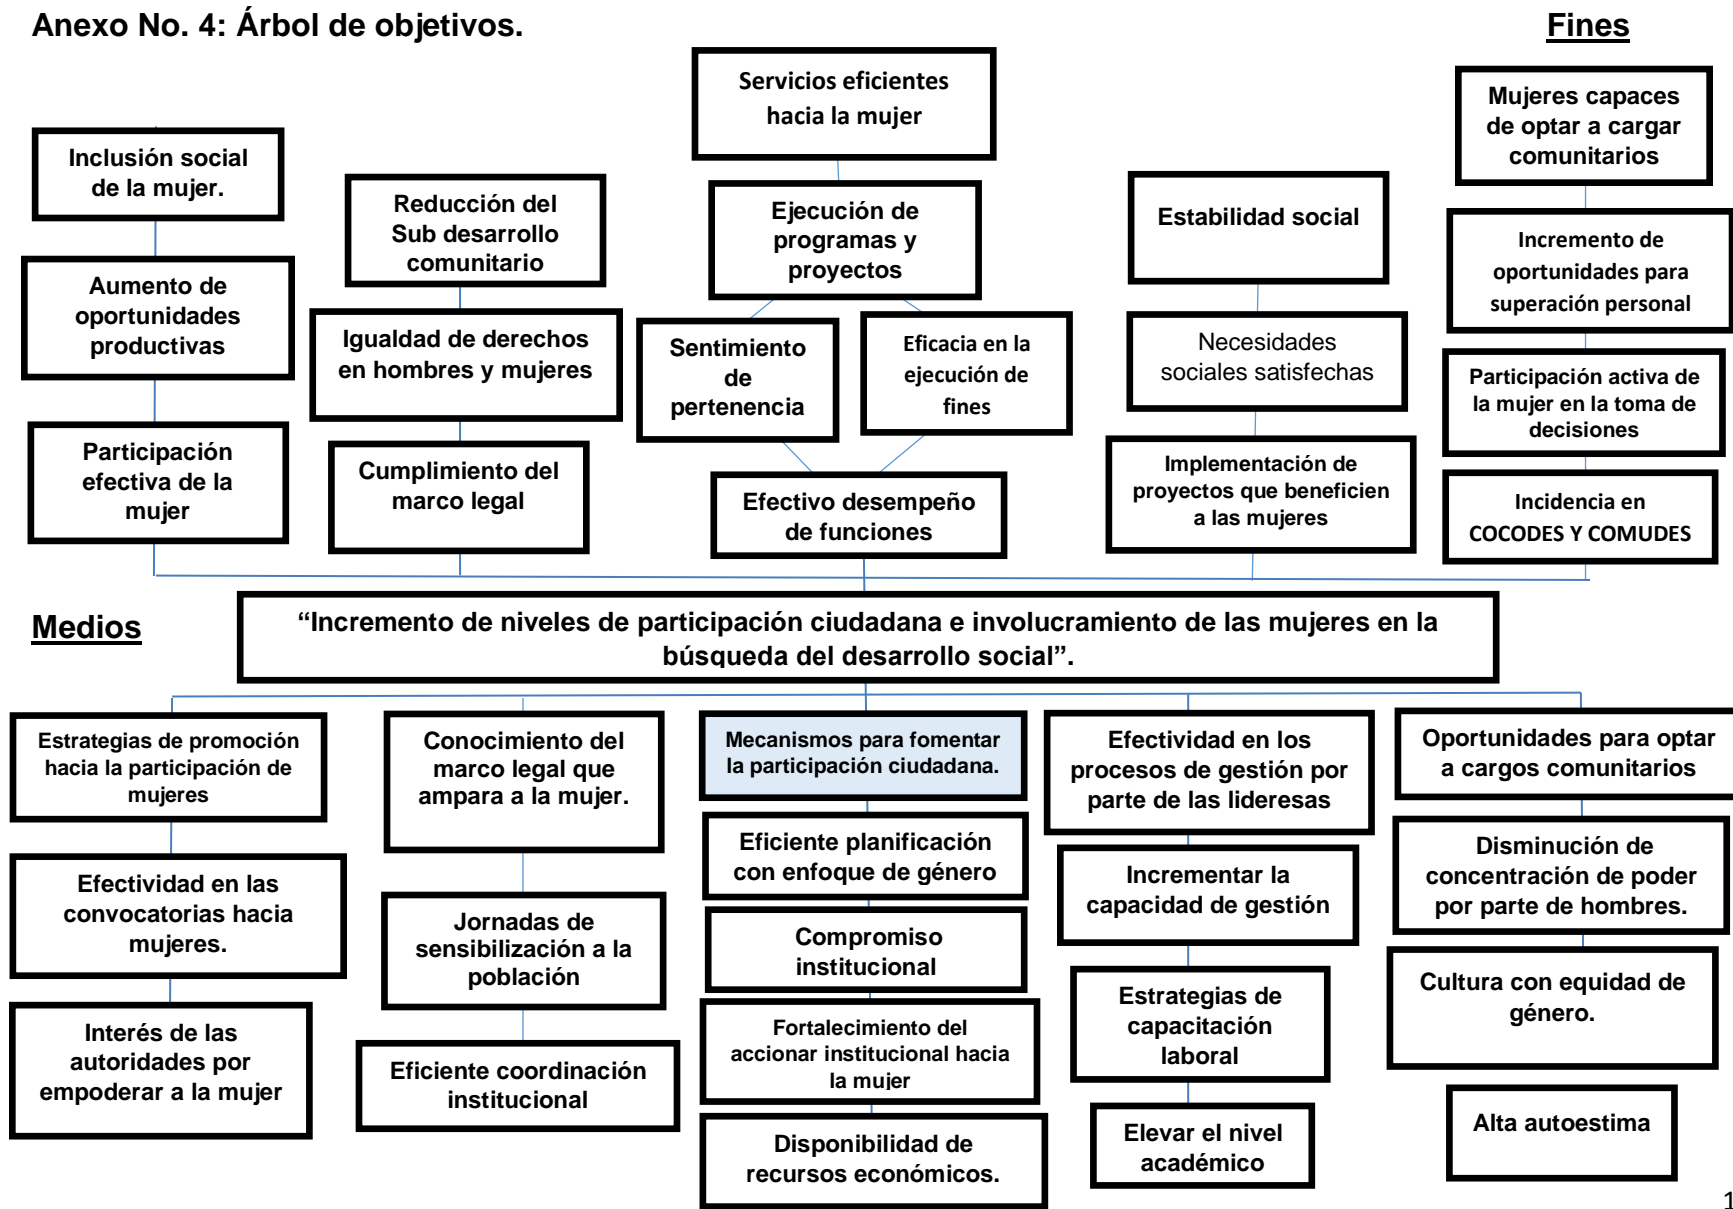 Anexo No. 4: Árbol de objetivos.
Fines
Inclusión social
de la mujer.
Aumento de
oportunidades
productivas
Participación
efectiva de la
mujer
Reducción del
Sub desarrollo
comunitario
Igualdad de derechos
en hombres y mujeres
Cumplimiento del
marco legal
Servicios eficientes
hacia la mujer
Ejecución de
programas y
proyectos
Sentimiento
de
pertenencia
Eficacia en la
ejecución de
fines
Efectivo desempeño
de funciones
Estabilidad social
Necesidades
sociales satisfechas
Implementación de
proyectos que beneficien
a las mujeres
Mujeres capaces
de optar a cargar
comunitarios
Incremento de
oportunidades para
superación personal
Participación activa de
la mujer en la toma de
decisiones
Incidencia en
COCODES Y COMUDES
Medios
“Incremento de niveles de participación ciudadana e involucramiento de las mujeres en la
búsqueda del desarrollo social”.
Estrategias de promoción
hacia la participación de
mujeres
Efectividad en las
convocatorias hacia
mujeres.
Interés de las
autoridades por
empoderar a la mujer
Conocimiento del
marco legal que
ampara a la mujer.
Jornadas de
sensibilización a la
población
Eficiente coordinación
institucional
Mecanismos para fomentar
la participación ciudadana.
Eficiente planificación
con enfoque de género
Compromiso
institucional
Fortalecimiento del
accionar institucional hacia
la mujer
Disponibilidad de
recursos económicos.
Efectividad en los
procesos de gestión por
parte de las lideresas
Incrementar la
capacidad de gestión
Estrategias de
capacitación
laboral
Elevar el nivel
académico
Oportunidades para optar
a cargos comunitarios
Disminución de
concentración de poder
por parte de hombres.
Cultura con equidad de
género.
Alta autoestima
1